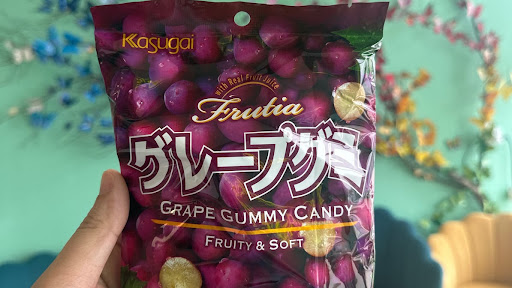 Kasugai
with Real Fruit Juice
Frutia
グレープグミ
GRAPE GUMMY CANDY
FRUITY & SOFT